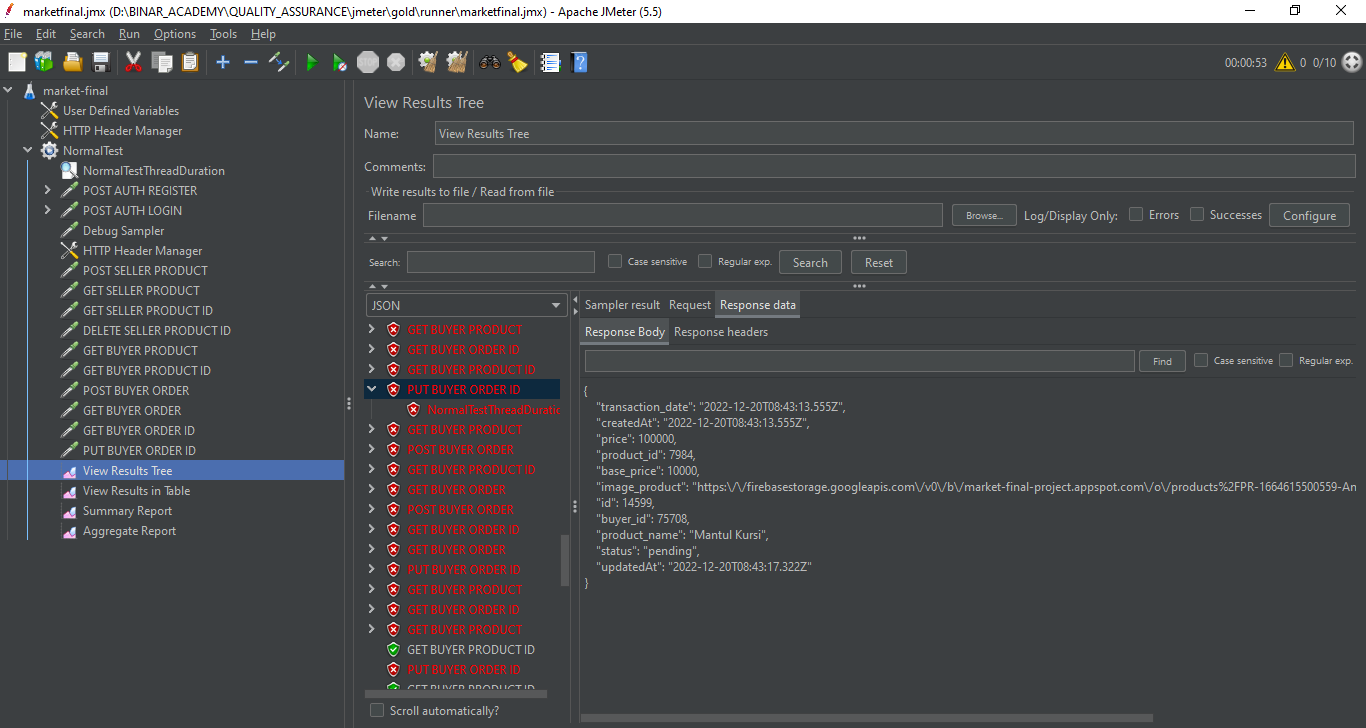 marketfinal.jmx (D:\BINAR_ACADEMY\QUALITY_ASSURANCE\jmeter\gold\runner\marketfinal.jmx) - Apache JMeter (5.5)
File Edit Search Run Options Tools Help
STOP 00:00:53 0 0/10
market-final
User Defined Variables
HTTP Header Manager
NormalTest
NormalTestThreadDuration
POST AUTH REGISTER
POST AUTH LOGIN
Debug Sampler
HTTP Header Manager
POST SELLER PRODUCT
GET SELLER PRODUCT
GET SELLER PRODUCT ID
DELETE SELLER PRODUCT ID
GET BUYER PRODUCT
GET BUYER PRODUCT ID
POST BUYER ORDER
GET BUYER ORDER
GET BUYER ORDER ID
PUT BUYER ORDER ID
View Results Tree
View Results in Table
Summary Report
Aggregate Report
View Results Tree
Name: View Results Tree
Comments:
Write results to file / Read from file
Filename Browse... Log/Display Only: Errors Successes Configure
Search: Case sensitive Regular exp. Search Reset
JSON
GET BUYER PRODUCT
GET BUYER ORDER ID
GET BUYER PRODUCT ID
PUT BUYER ORDER ID
NormalTestThreadDuratic
GET BUYER PRODUCT
POST BUYER ORDER
GET BUYER PRODUCT ID
GET BUYER ORDER
POST BUYER ORDER
GET BUYER ORDER ID
GET BUYER ORDER
PUT BUYER ORDER ID
GET BUYER PRODUCT
GET BUYER ORDER ID
GET BUYER PRODUCT
GET BUYER PRODUCT ID
PUT BUYER ORDER ID
GET BUYER PRODUCT ID
Scroll automatically?
Sampler result Request Response data
Response Body Response headers
Find Case sensitive Regular exp.
{
"transaction_date": "2022-12-20T08:43:13.555Z",
"createdAt": "2022-12-20T08:43:13.555Z",
"price": 100000,
"product_id": 7984,
"base_price": 10000,
"image_product": "https:\/\/firebasestorage.googleapis.com\/v0\/b\/market-final-project.appspot.com\/o\/products%2FPR-1664615500559-An
"id": 14599,
"buyer_id": 75708,
"product_name": "Mantul Kursi",
"status": "pending",
"updatedAt": "2022-12-20T08:43:17.322Z"
}